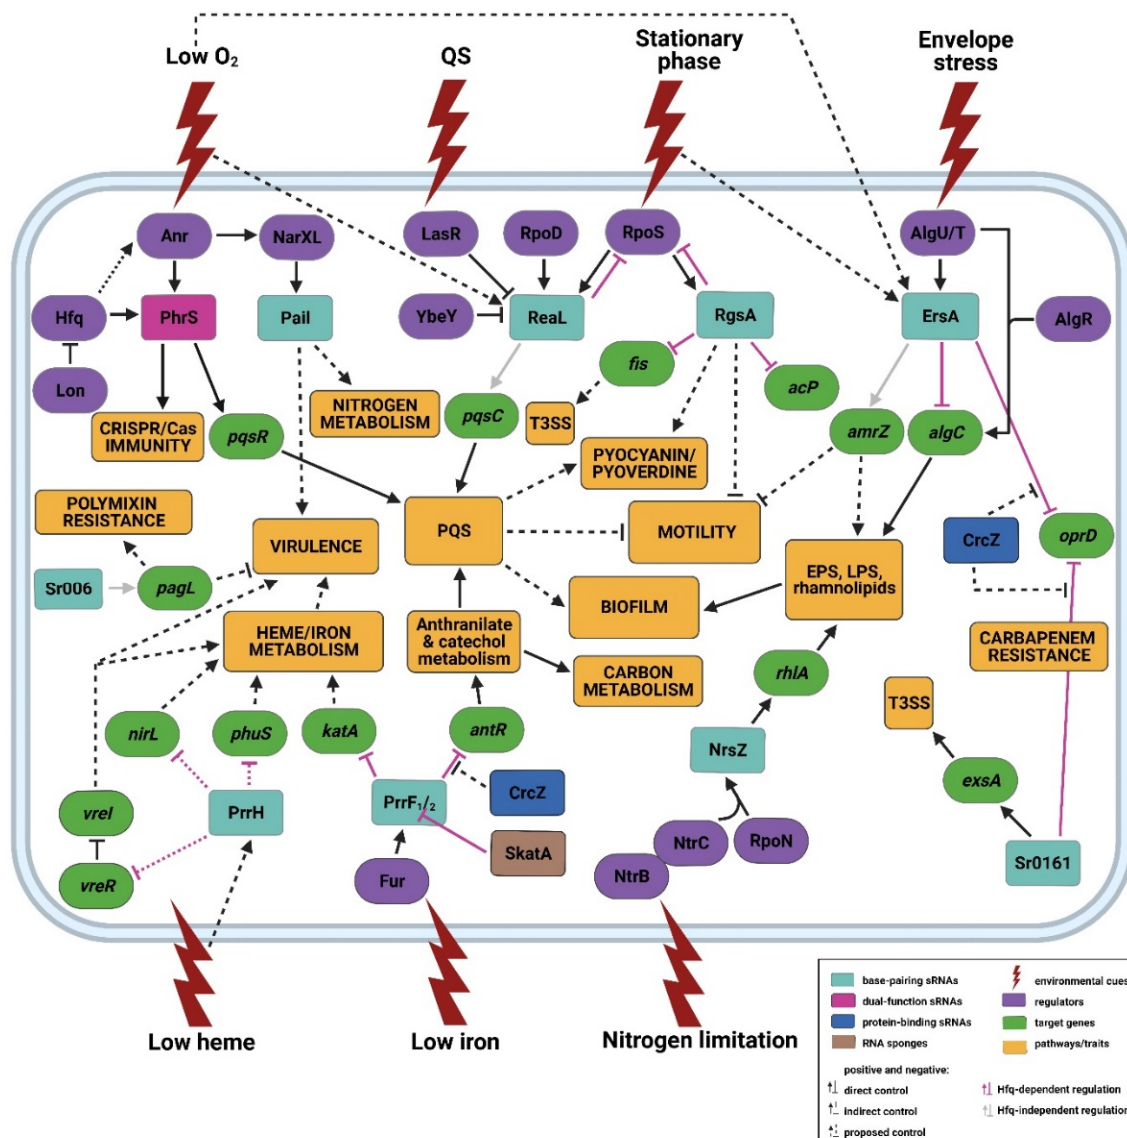 Low O₂
QS
Stationary
phase
Envelope
stress
Anr
NarXL
LasR
RpoD
RpoS
AlgU/T
Hfq
PhrS
Pail
YbeY
ReaL
RgsA
ErsA
AlgR
Lon
fis
acP
CRISPR/Cas
IMMUNITY
pqsR
NITROGEN
METABOLISM
pqsC
T3SS
amrZ
algC
PYOCYANIN/
PYOVERDINE
POLYMIXIN
RESISTANCE
VIRULENCE
PQS
MOTILITY
CrcZ
oprD
Sr006
pagL
EPS, LPS,
rhamnolipids
BIOFILM
HEME/IRON
METABOLISM
Anthranilate
& catechol
metabolism
CARBON
METABOLISM
CARBAPENEM
RESISTANCE
rhlA
T3SS
nirL
phuS
katA
antR
NrsZ
exsA
vreI
PrrH
PrrF₁/₂
CrcZ
NtrC
RpoN
SkatA
Sr0161
vreR
Fur
NtrB
Low heme
Low iron
Nitrogen limitation
base-pairing sRNAs
environmental cues
dual-function sRNAs
regulators
protein-binding sRNAs
target genes
RNA sponges
pathways/traits
positive and negative:
direct control
Hfq-dependent regulation
indirect control
Hfq-independent regulation
proposed control